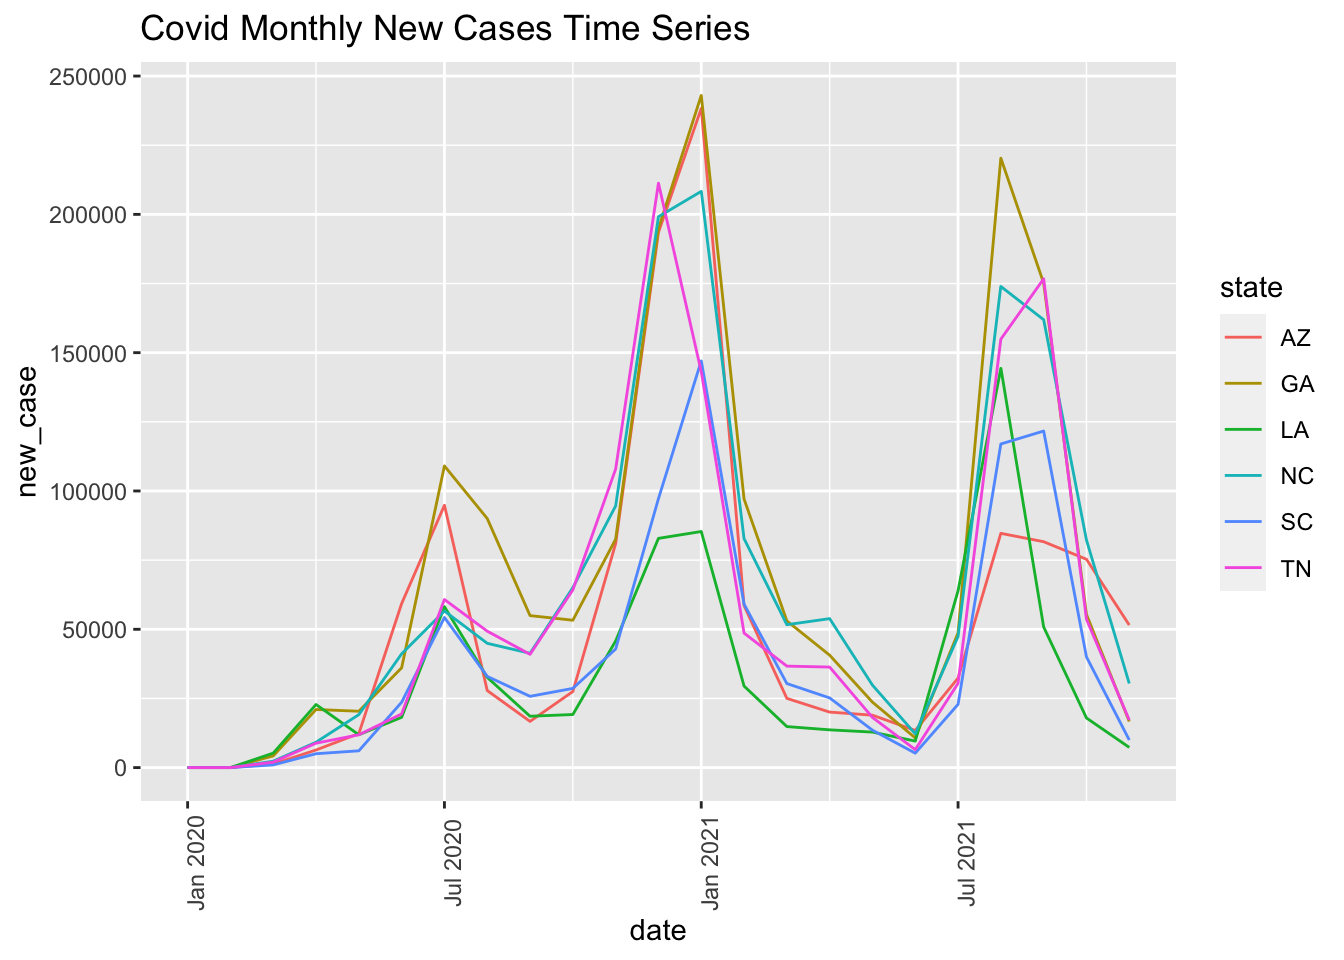 Covid Monthly New Cases Time Series
250000
200000
150000
100000
50000
0
new_case
Jan 2020
Jul 2020
Jan 2021
Jul 2021
date
state
AZ
GA
LA
NC
SC
TN